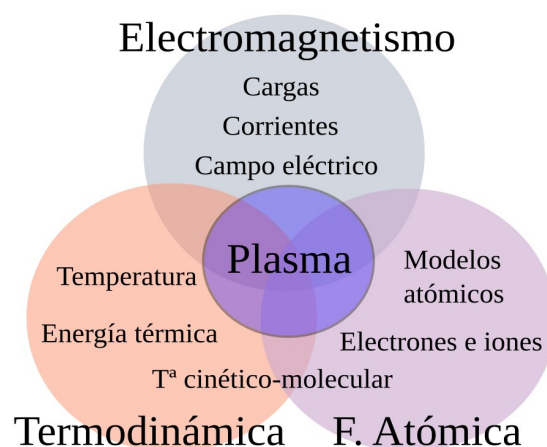 Electromagnetismo
Cargas
Corrientes
Campo eléctrico
Plasma
Temperatura
Energía térmica
Modelos
atómicos
Electrones e iones
Tª cinético-molecular
Termodinámica
F. Atómica